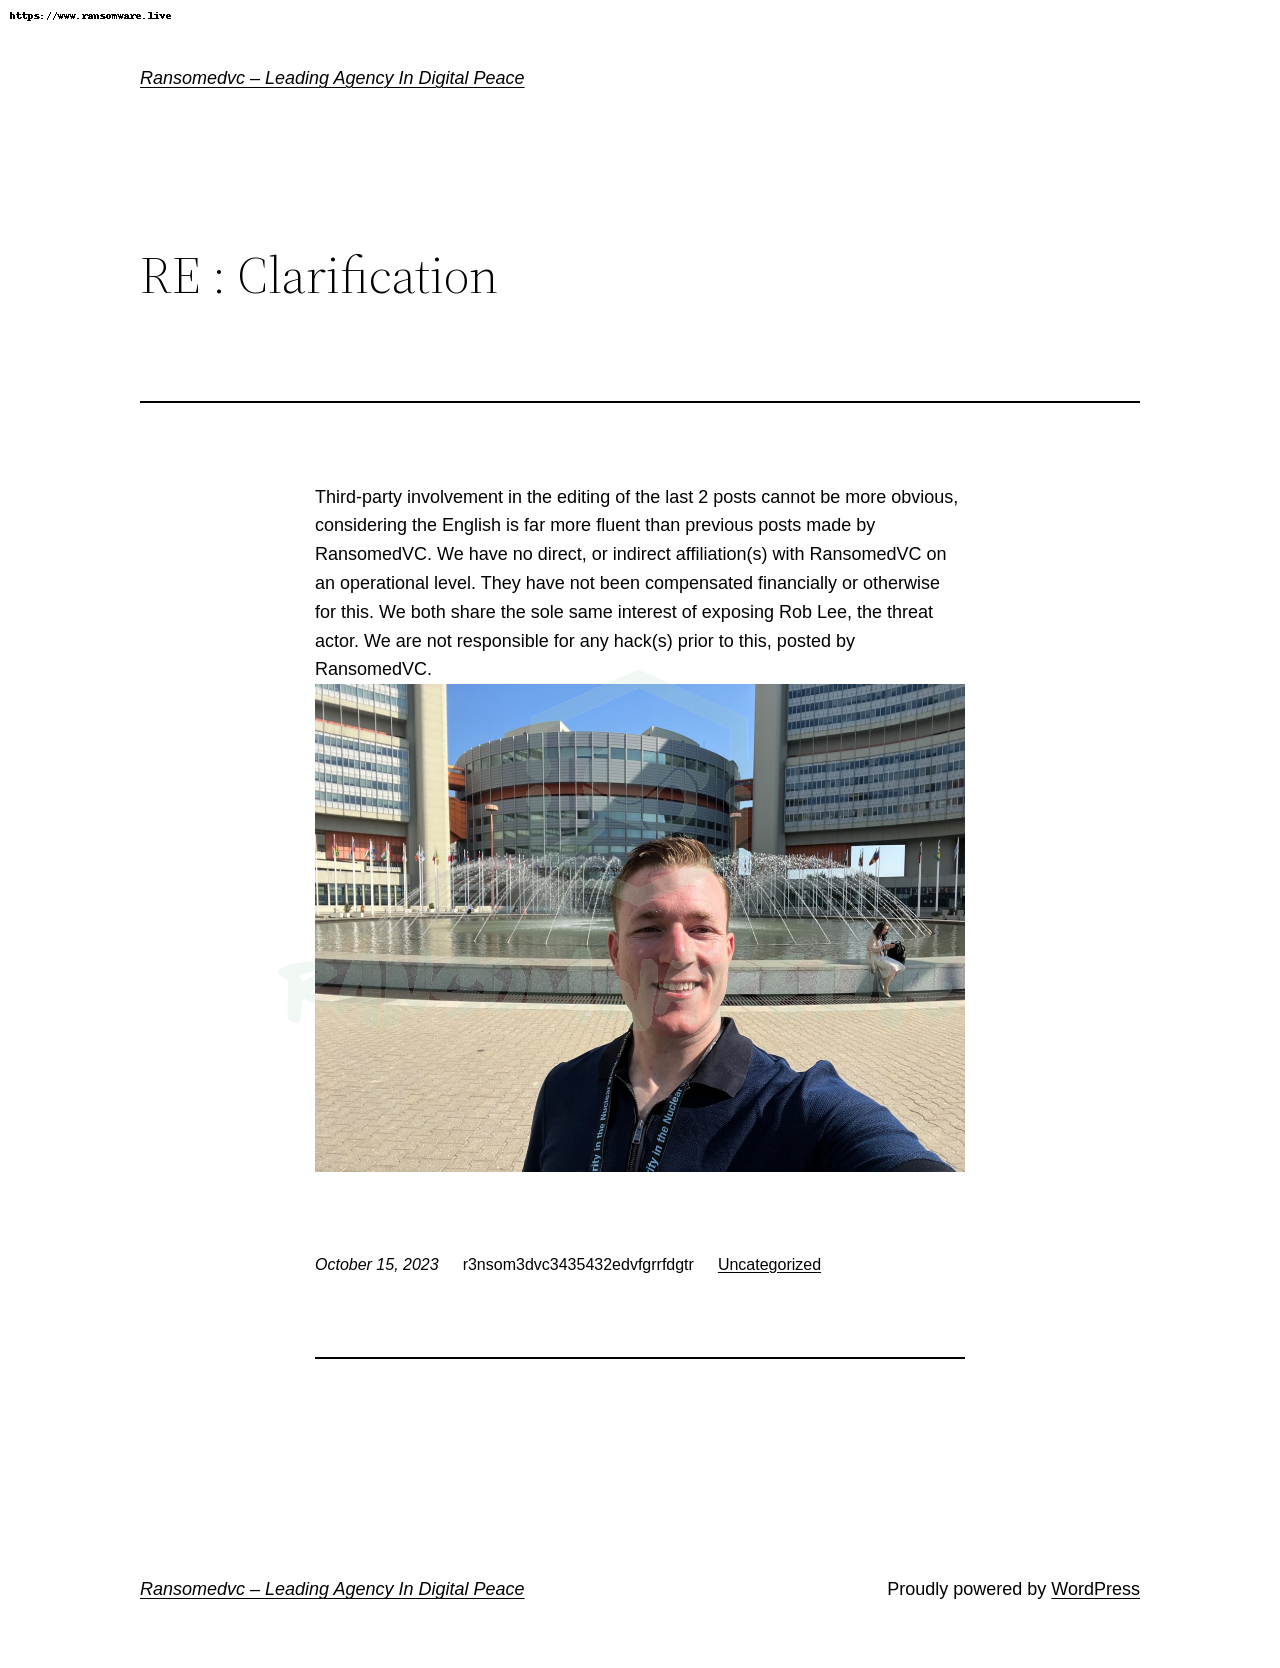 https://www.ransomware.live
Ransomedvc – Leading Agency In Digital Peace
RE : Clarification
Third-party involvement in the editing of the last 2 posts cannot be more obvious,
considering the English is far more fluent than previous posts made by
RansomedVC. We have no direct, or indirect affiliation(s) with RansomedVC on
an operational level. They have not been compensated financially or otherwise
for this. We both share the sole same interest of exposing Rob Lee, the threat
actor. We are not responsible for any hack(s) prior to this, posted by
RansomedVC.
rity in the Nuclear
rity in the Nuclear
October 15, 2023 r3nsom3dvc3435432edvfgrrfdgtr Uncategorized
Ransomedvc – Leading Agency In Digital Peace Proudly powered by WordPress